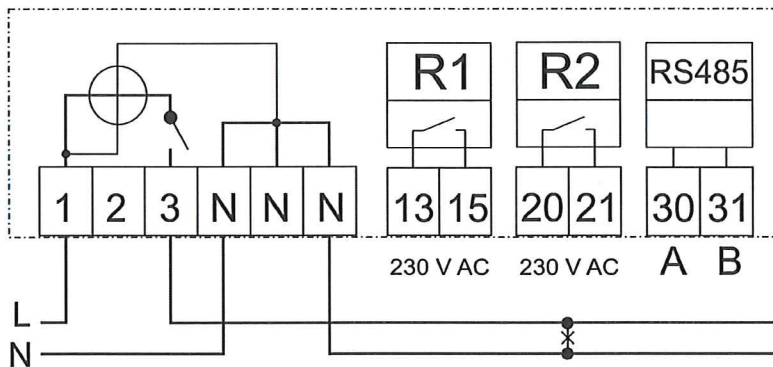 R1 R2 RS485
1 2 3 N N N 13 15 20 21 30 31
230 V AC 230 V AC A B
L
N